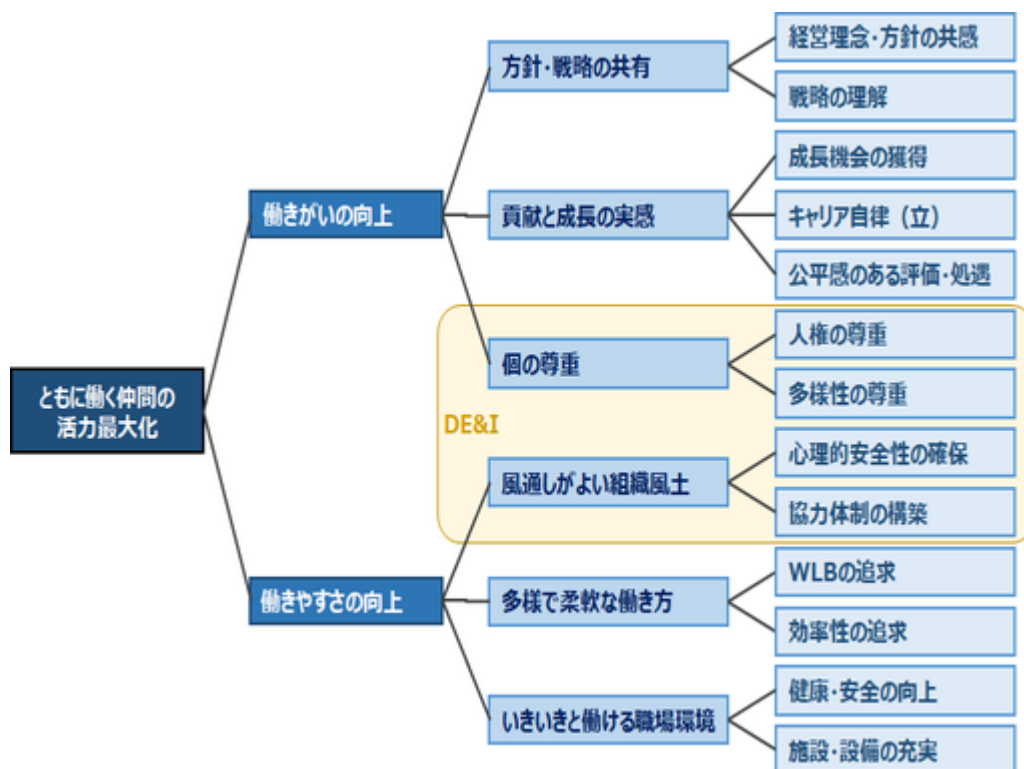 ともに働く仲間の
活力最大化
働きがいの向上
方針・戦略の共有
経営理念・方針の共感
戦略の理解
貢献と成長の実感
成長機会の獲得
キャリア自律（立）
公平感のある評価・処遇
DE&I
個の尊重
人権の尊重
多様性の尊重
働きやすさの向上
風通しがよい組織風土
心理的安全性の確保
協力体制の構築
多様で柔軟な働き方
WLBの追求
効率性の追求
いきいきと働ける職場環境
健康・安全の向上
施設・設備の充実